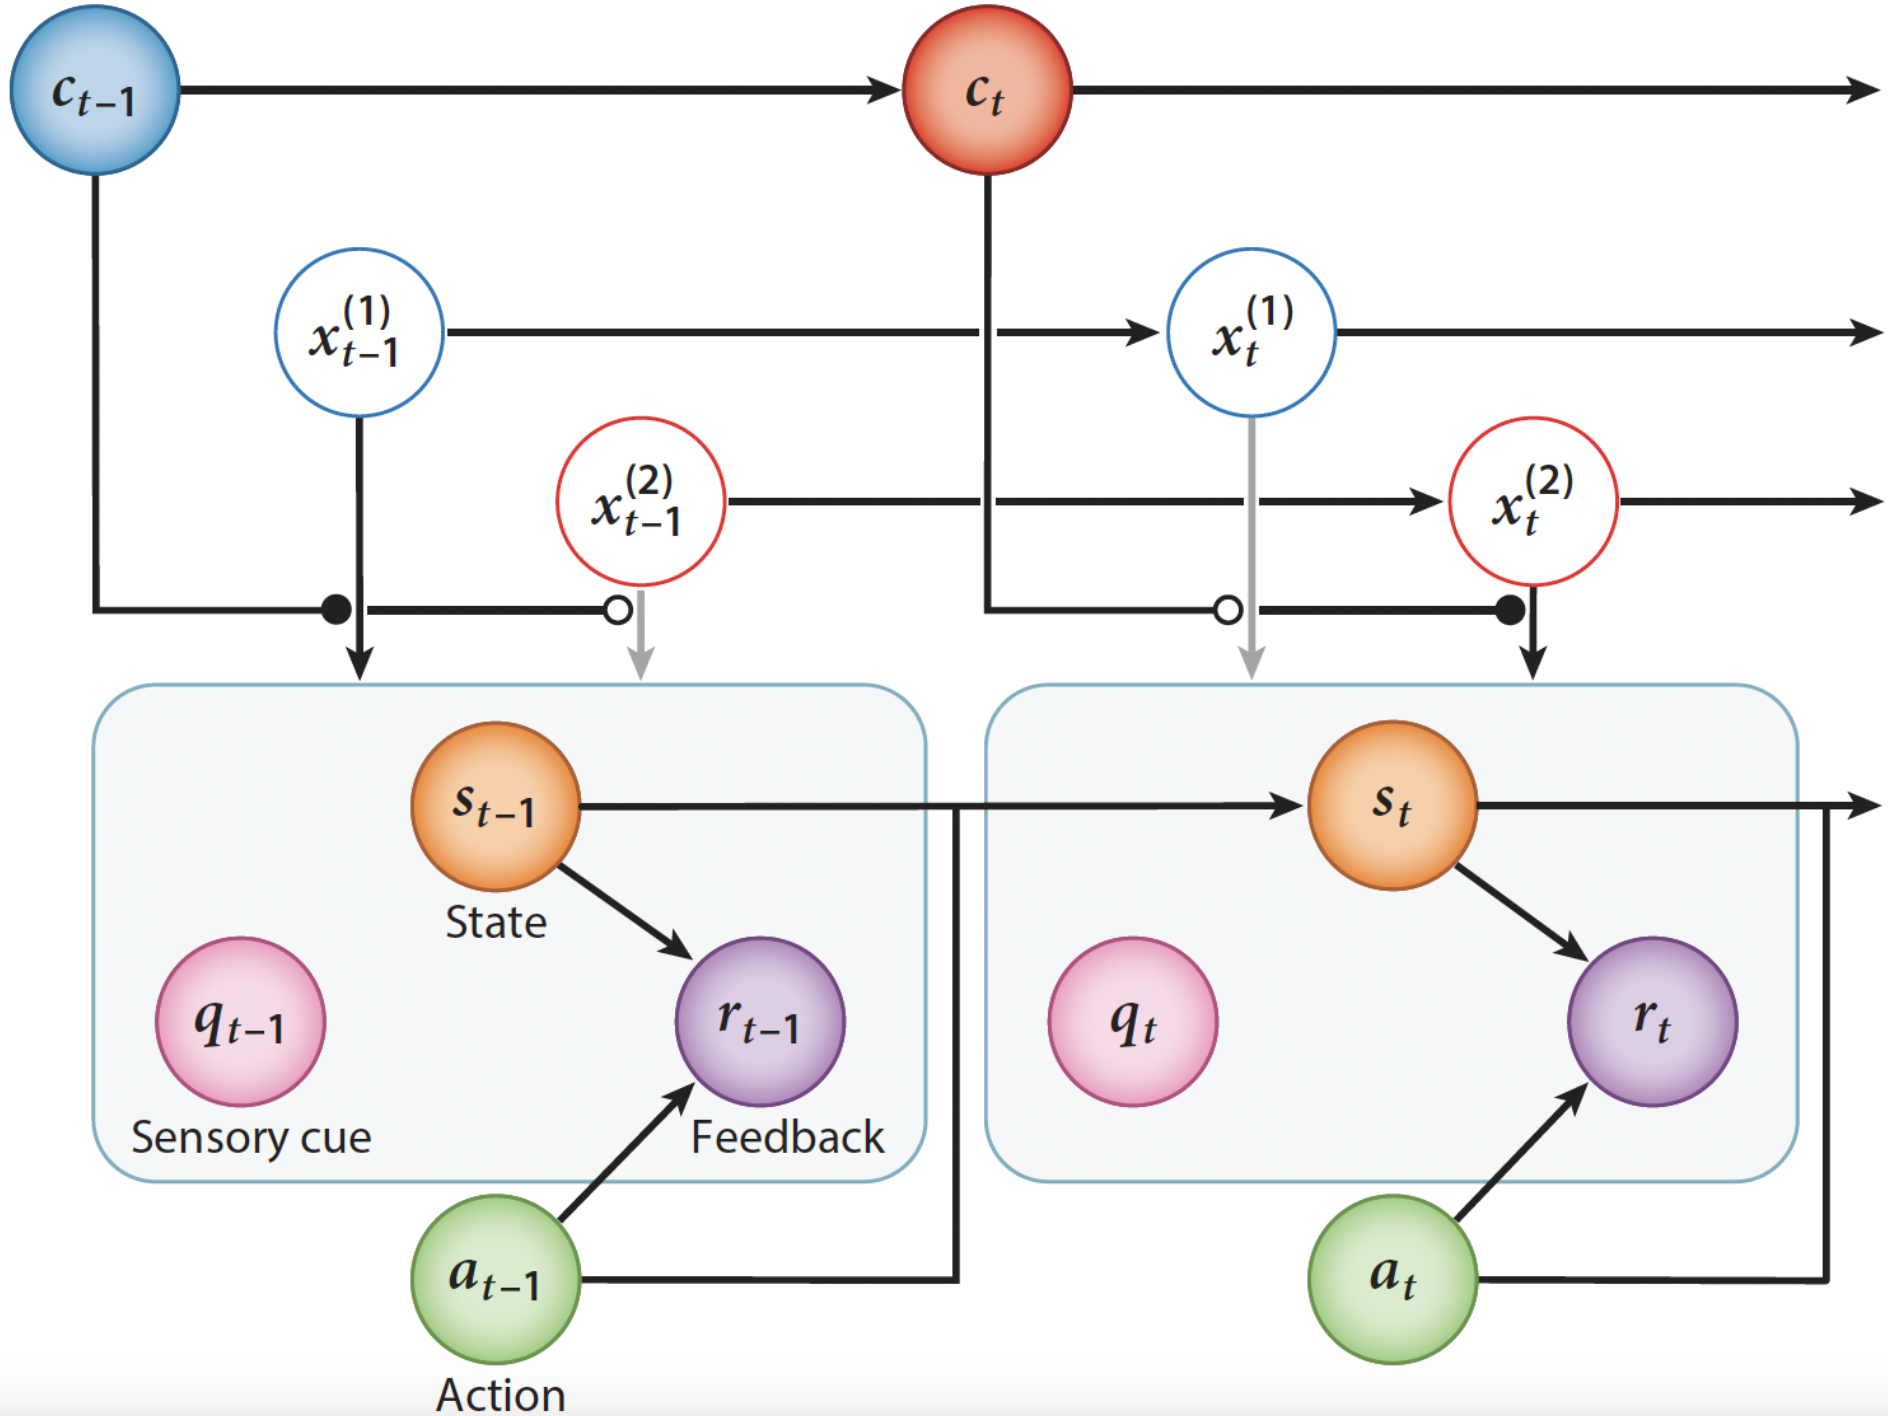 c_{t−1}
c_t
x_{t−1}^{(1)}
x_t^{(1)}
x_{t−1}^{(2)}
x_t^{(2)}
s_{t−1}
s_t
State
q_{t−1}
r_{t−1}
q_t
r_t
Sensory cue
Feedback
a_{t−1}
a_t
Action